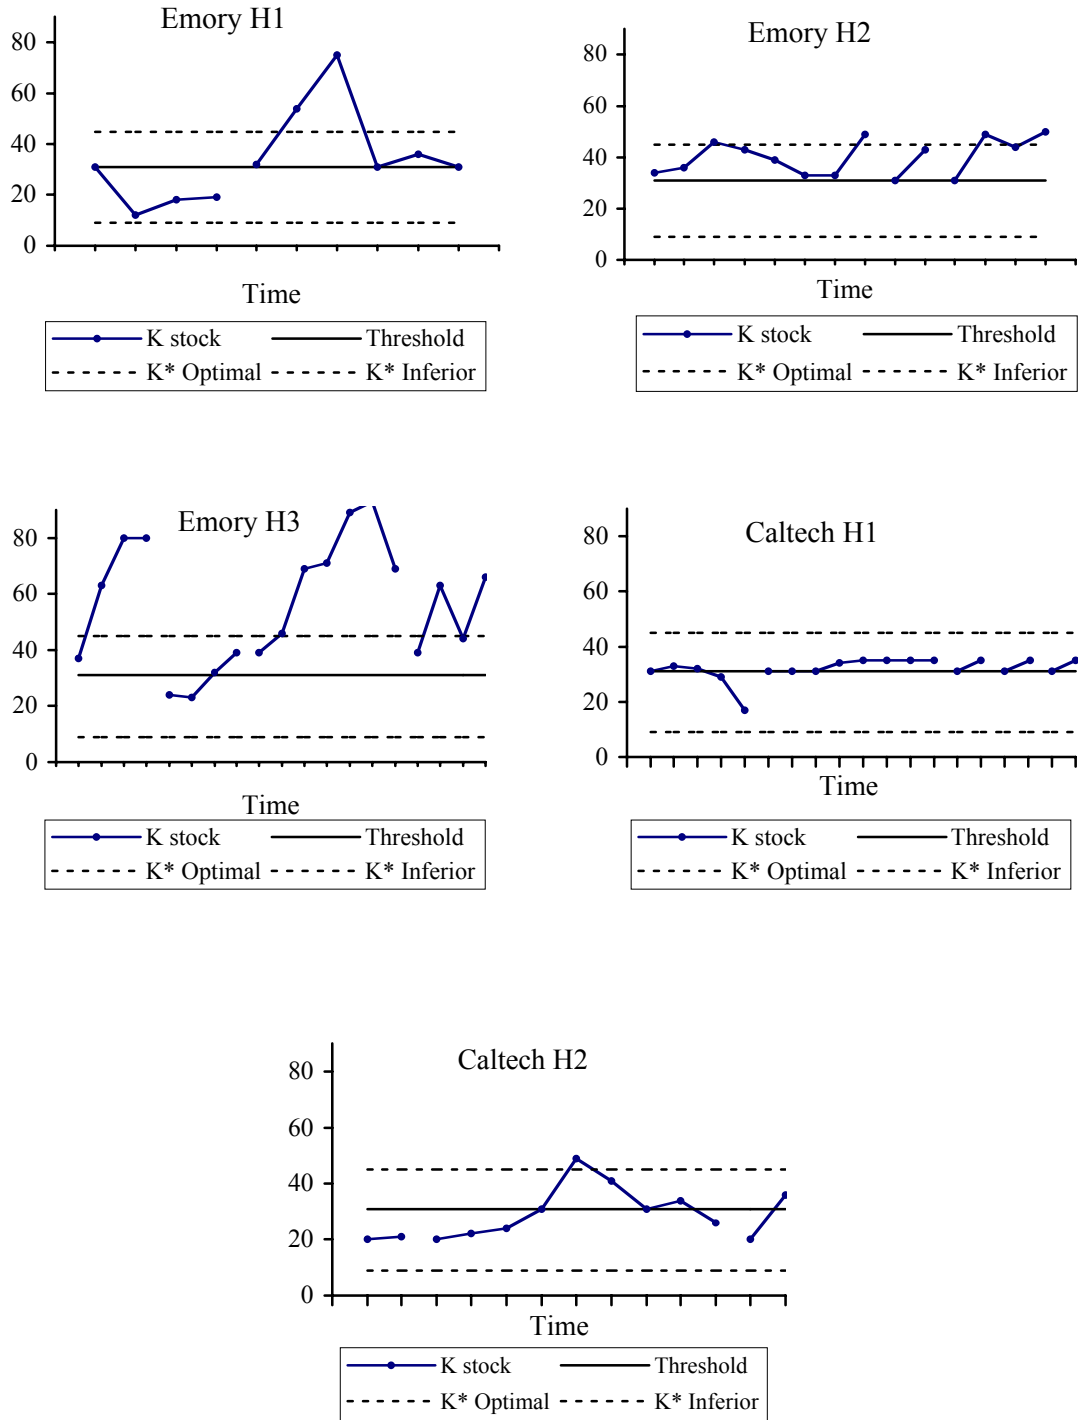 Emory H1
80
60
40
20
0
Time
K stock Threshold
K* Optimal K* Inferior
Emory H2
80
60
40
20
0
Time
K stock Threshold
K* Optimal K* Inferior
Emory H3
80
60
40
20
0
Time
K stock Threshold
K* Optimal K* Inferior
Caltech H1
80
60
40
20
0
Time
K stock Threshold
K* Optimal K* Inferior
Caltech H2
80
60
40
20
0
Time
K stock Threshold
K* Optimal K* Inferior